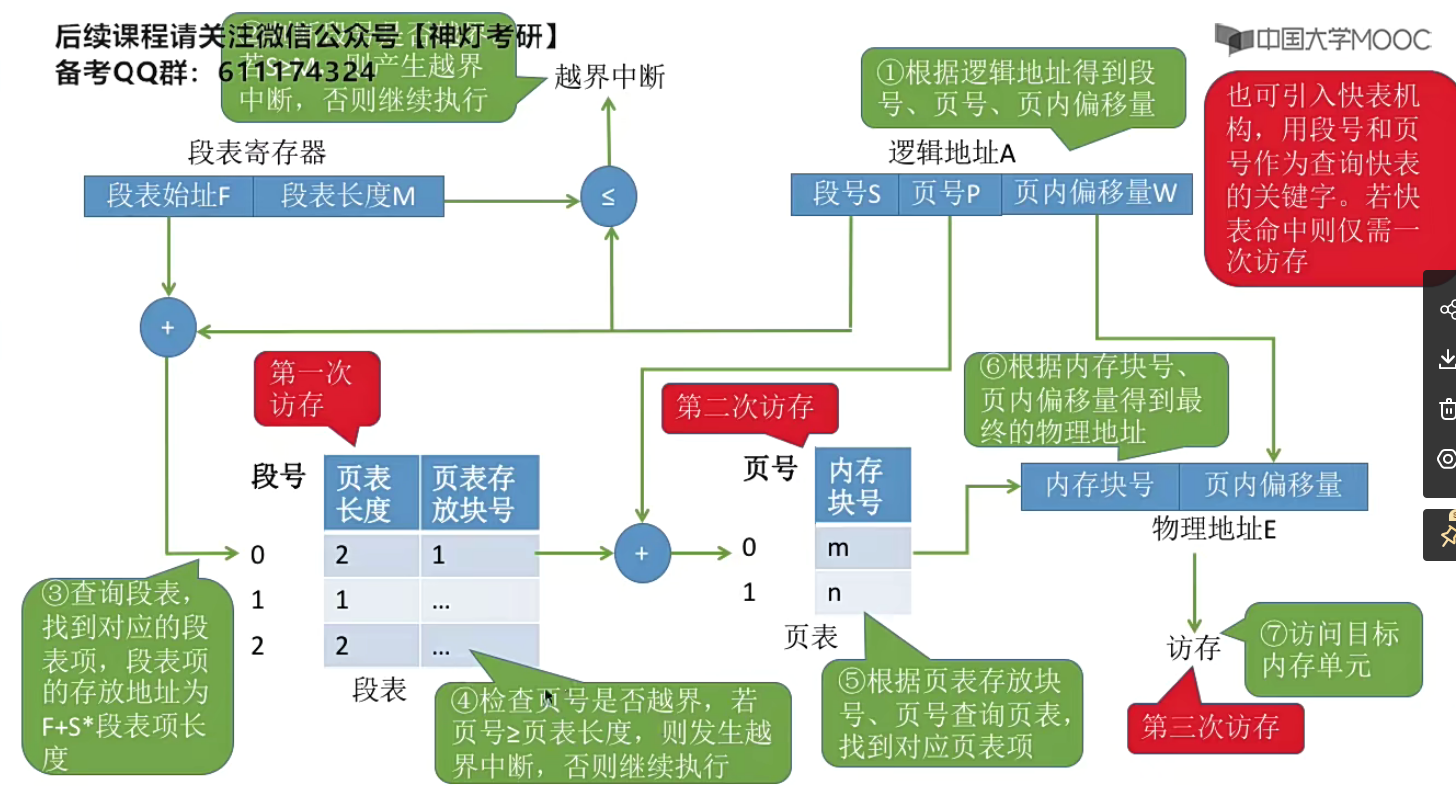 后续课程请关注微信公众号【神灯考研】
备考QQ群：611174324
中断，否则继续执行
越界中断
①根据逻辑地址得到段
号、页号、页内偏移量
中国大学MOOC
也可引入快表机
构，用段号和页
号作为查询快表
的关键字。若快
表命中则仅需一
次访存
段表寄存器
段表始址F 段表长度M
≤
逻辑地址A
段号S 页号P 页内偏移量W
+
第一次
访存
第二次访存
⑥根据内存块号、
页内偏移量得到最
终的物理地址
段号
页表
长度
页表存
放块号
0 2 1
1 1 ...
2 2 ...
段表
+
页号
内存
块号
0 m
1 n
页表
内存块号 页内偏移量
物理地址E
访存
⑦访问目标
内存单元
第三次访存
③查询段表，
找到对应的段
表项，段表项
的存放地址为
F+S*段表项长
度
④检查页号是否越界，若
页号≥页表长度，则发生越
界中断，否则继续执行
⑤根据页表存放块
号、页号查询页表，
找到对应页表项